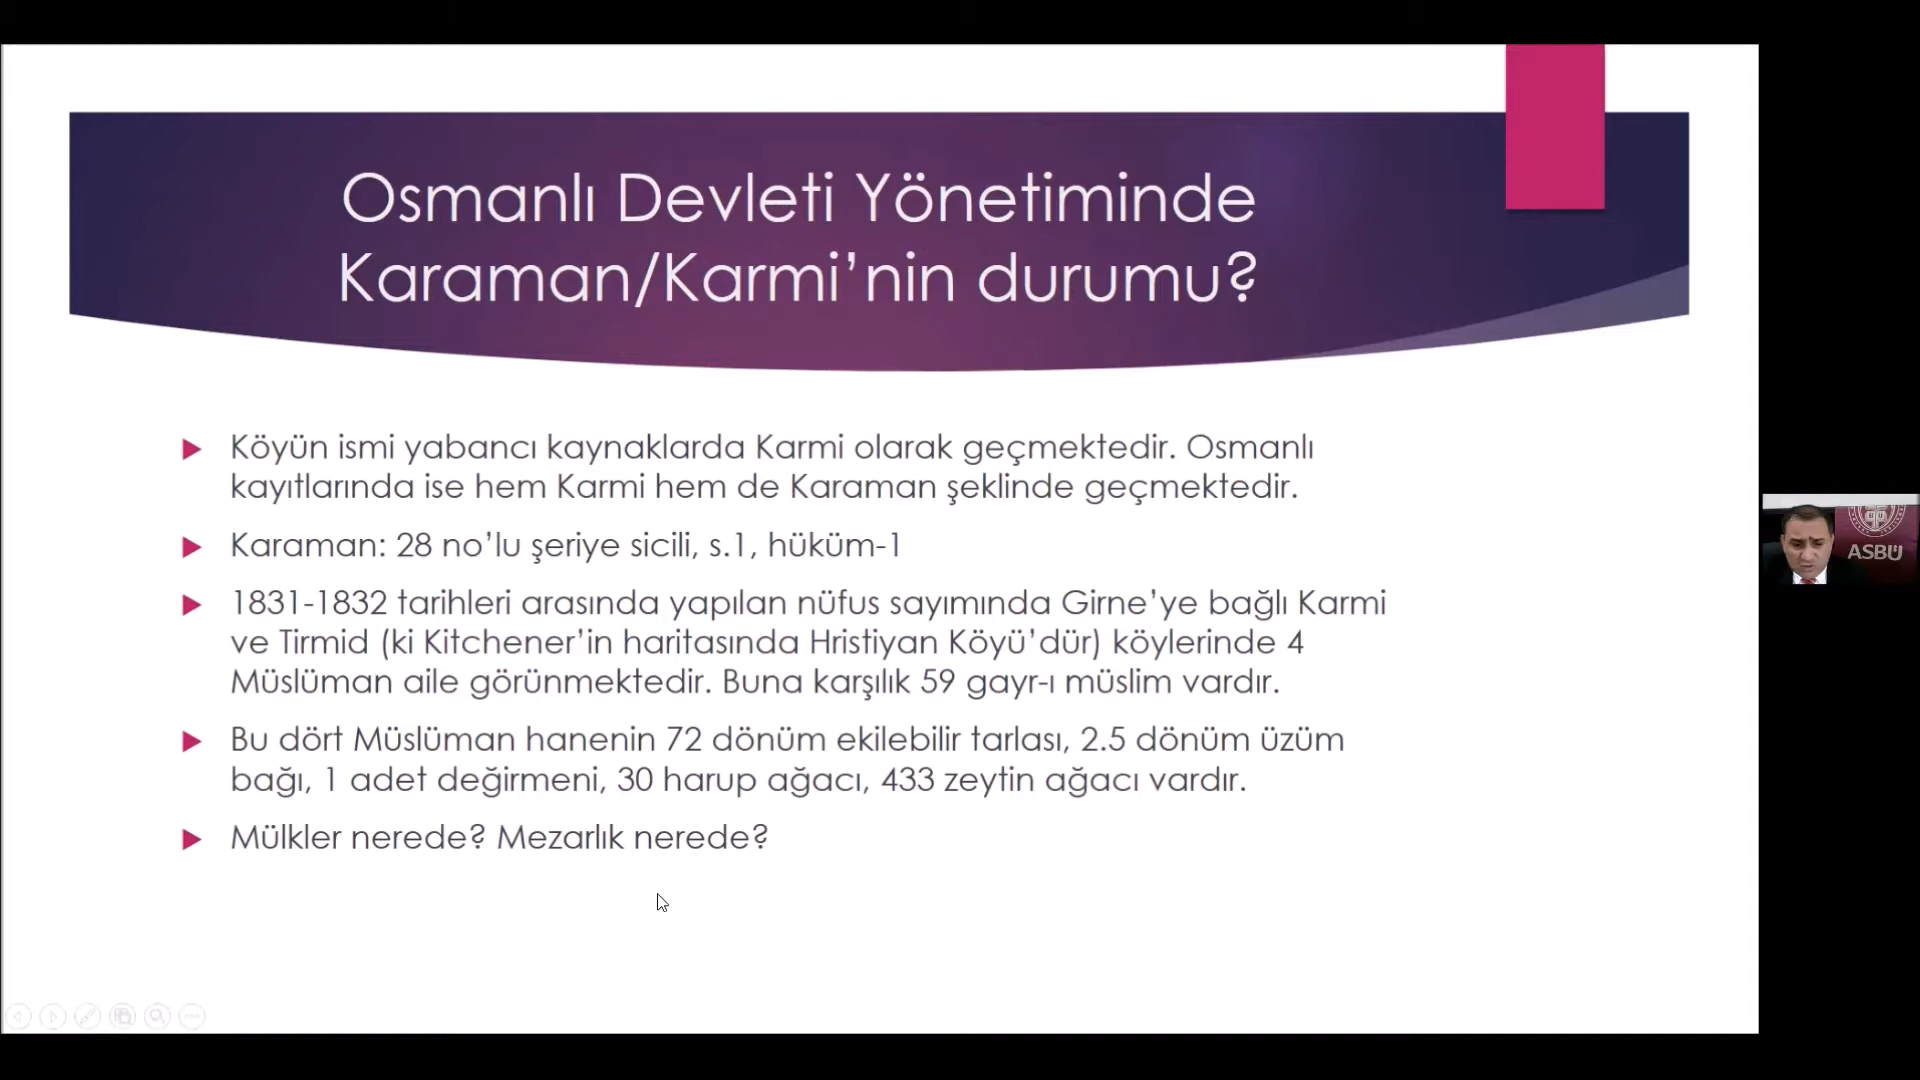 Osmanlı Devleti Yönetiminde
Karaman/Karmi’nin durumu?
Köyün ismi yabancı kaynaklarda Karmi olarak geçmektedir. Osmanlı
kayıtlarında ise hem Karmi hem de Karaman şeklinde geçmektedir.
Karaman: 28 no’lu şeriye sicili, s.1, hüküm-1
1831-1832 tarihleri arasında yapılan nüfus sayımında Girne’ye bağlı Karmi
ve Tirmid (ki Kitchener’in haritasında Hristiyan Köyü’dür) köylerinde 4
Müslüman aile görünmektedir. Buna karşılık 59 gayr-ı müslim vardır.
Bu dört Müslüman hanenin 72 dönüm ekilebilir tarlası, 2.5 dönüm üzüm
bağı, 1 adet değirmeni, 30 harup ağacı, 433 zeytin ağacı vardır.
Mülkler nerede? Mezarlık nerede?
ASBÜ